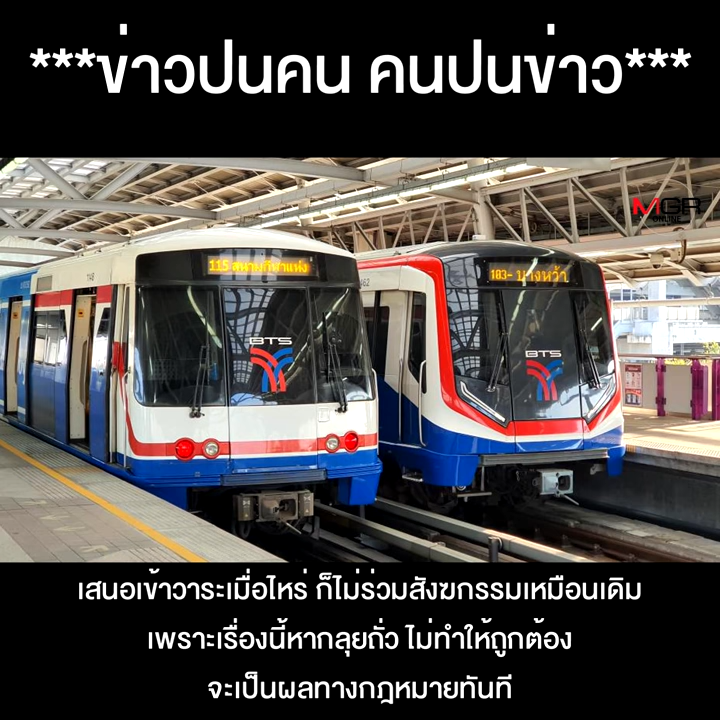 ***ข่าวปนคน คนปนข่าว***
MGR
ONLINE
115 สนามกีฬาแห่ง
103- บางหว้า
BTS
BTS
เสนอเข้าวาระเมื่อไหร่ ก็ไม่ร่วมสังฆกรรมเหมือนเดิม
เพราะเรื่องนี้หากลุยถั่ว ไม่ทำให้ถูกต้อง
จะเป็นผลทางกฎหมายทันที